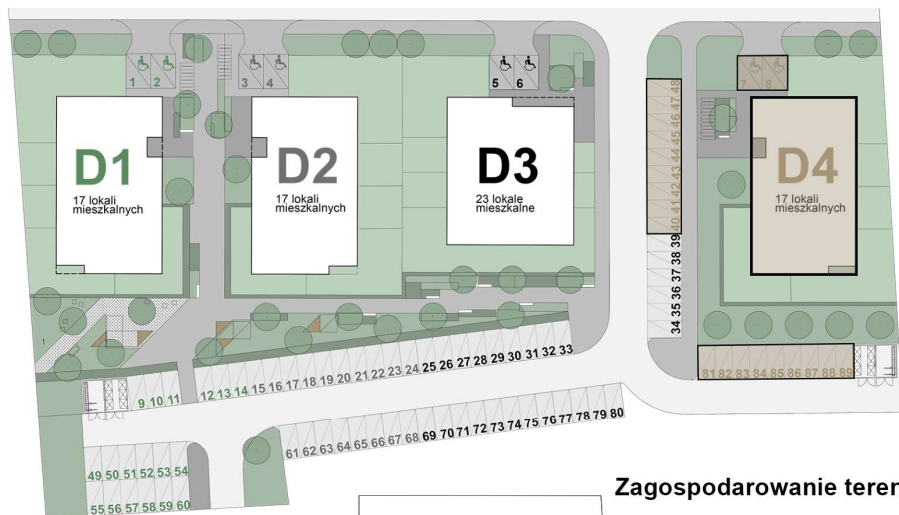 1 2 3 4 5 6 7 8
D1
17 lokali
mieszkalnych
D2
17 lokali
mieszkalnych
D3
23 lokale
mieszkalne
D4
17 lokali
mieszkalnych
48
47
46
45
44
43
42
41
40
39
38
37
36
35
34
9 10 11 12 13 14 15 16 17 18 19 20 21 22 23 24 25 26 27 28 29 30 31 32 33
81 82 83 84 85 86 87 88 89
61 62 63 64 65 66 67 68 69 70 71 72 73 74 75 76 77 78 79 80
49 50 51 52 53 54
55 56 57 58 59 60
Zagospodarowanie teren